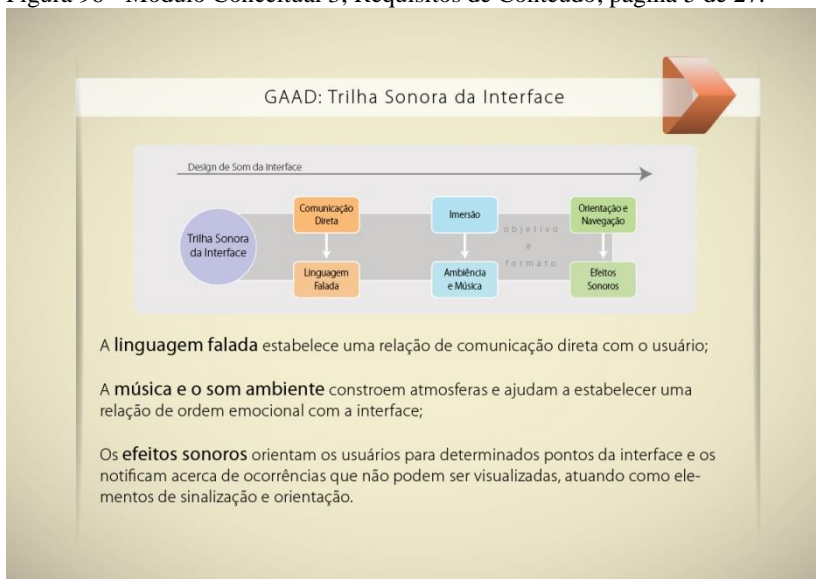 Figura 96 - Módulo Conceitual 3, Requisitos de Conteúdo, página 5 de 27.
GAAD: Trilha Sonora da Interface
Design de Som da Interface
Trilha Sonora
da Interface
Comunicação
Direta
Imersão
Orientação e
Navegação
objetivo
e
formato
Linguagem
Falada
Ambiência
e Música
Efeitos
Sonoros
A linguagem falada estabelece uma relação de comunicação direta com o usuário;
A música e o som ambiente constroem atmosferas e ajudam a estabelecer uma
relação de ordem emocional com a interface;
Os efeitos sonoros orientam os usuários para determinados pontos da interface e os
notificam acerca de ocorrências que não podem ser visualizadas, atuando como ele-
mentos de sinalização e orientação.